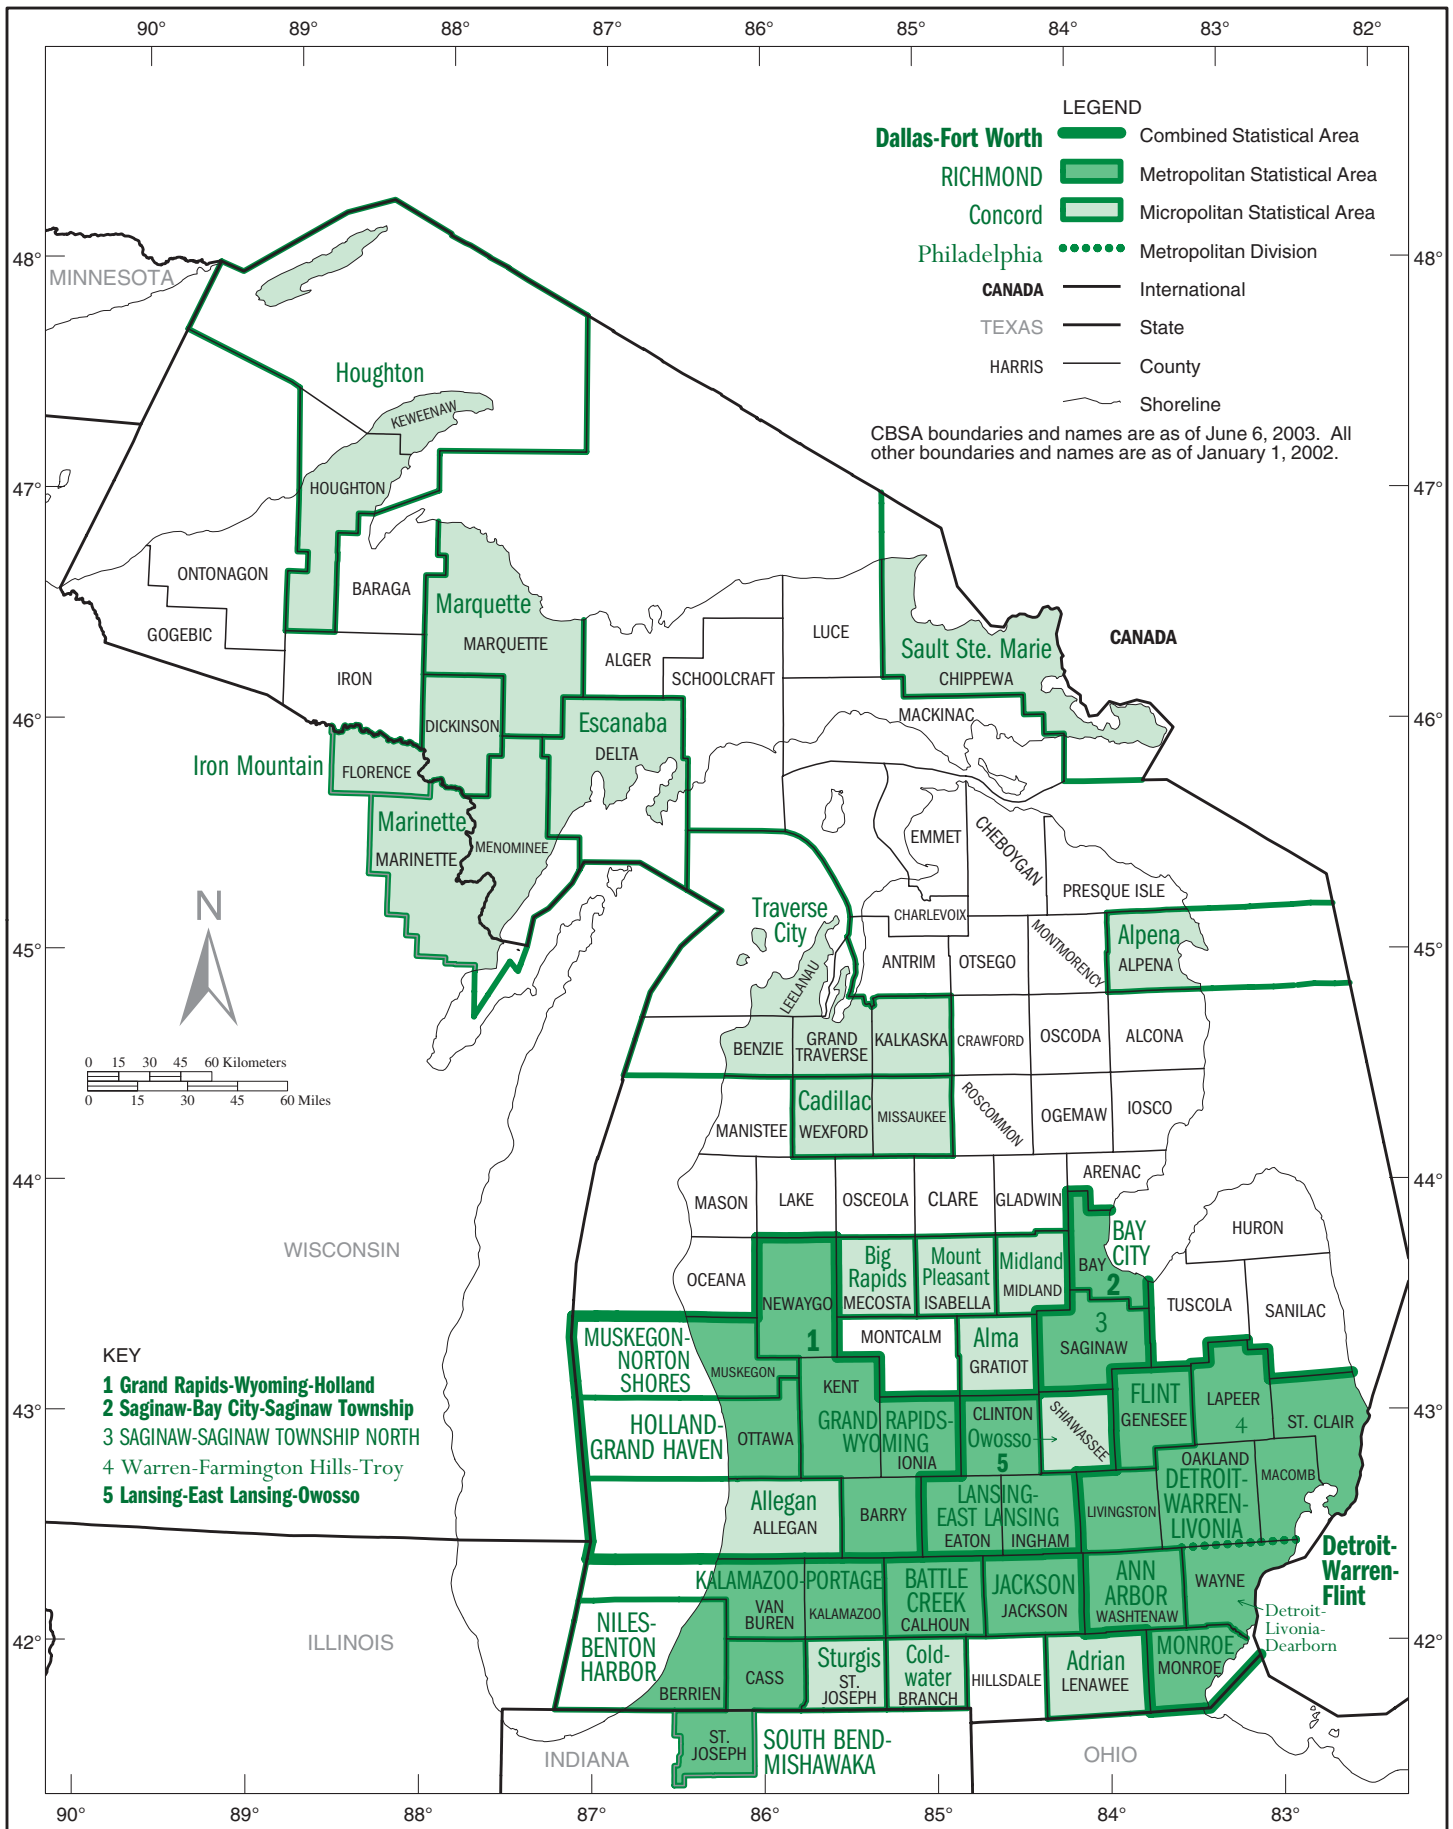 90° 89° 88° 87° 86° 85° 84° 83° 82°
LEGEND
Dallas-Fort Worth Combined Statistical Area
RICHMOND Metropolitan Statistical Area
Concord Micropolitan Statistical Area
Philadelphia Metropolitan Division
CANADA International
TEXAS State
HARRIS County
Shoreline
CBSA boundaries and names are as of June 6, 2003. All
other boundaries and names are as of January 1, 2002.
48° 48°
MINNESOTA
Houghton
KEWEENAW
47° 47°
HOUGHTON
ONTONAGON
BARAGA
GOGEBIC
IRON
Marquette
MARQUETTE
ALGER
SCHOOLCRAFT
LUCE
Sault Ste. Marie
CHIPPEWA
CANADA
MACKINAC
46° 46°
DICKINSON
Escanaba
DELTA
Iron Mountain
FLORENCE
Marinette
MARINETTE
MENOMINEE
EMMET
CHEBOYGAN
PRESQUE ISLE
CHARLEVOIX
Traverse
City
LEELANAU
ANTRIM
OTSEGO
MONTMORENCY
Alpena
ALPENA
N
45° 45°
BENZIE
GRAND
TRAVERSE
KALKASKA
CRAWFORD
OSCODA
ALCONA
0 15 30 45 60 Kilometers
0 15 30 45 60 Miles
MANISTEE
Cadillac
WEXFORD
MISSAUKEE
ROSCOMMON
OGEMAW
IOSCO
44° 44°
MASON
LAKE
OSCEOLA
CLARE
GLADWIN
ARENAC
HURON
WISCONSIN
OCEANA
NEWAYGO
1
Big
Rapids
MECOSTA
Mount
Pleasant
ISABELLA
Midland
MIDLAND
BAY
CITY
BAY
2
TUSCOLA
SANILAC
MUSKEGON-
NORTON
SHORES
MUSKEGON
MONTCALM
Alma
GRATIOT
3
SAGINAW
KEY
1 Grand Rapids-Wyoming-Holland
2 Saginaw-Bay City-Saginaw Township
3 SAGINAW-SAGINAW TOWNSHIP NORTH
4 Warren-Farmington Hills-Troy
5 Lansing-East Lansing-Owosso
43° 43°
HOLLAND-
GRAND HAVEN
OTTAWA
KENT
GRAND RAPIDS-
WYOMING
IONIA
CLINTON
Owosso
5
SHIAWASSEE
FLINT
GENESEE
LAPEER
4
ST. CLAIR
Allegan
ALLEGAN
BARRY
LANSING-
EAST LANSING
EATON
INGHAM
LIVINGSTON
OAKLAND
MACOMB
DETROIT-
WARREN-
LIVONIA
Detroit-
Warren-
Flint
KALAMAZOO-PORTAGE
VAN
BUREN
KALAMAZOO
BATTLE
CREEK
CALHOUN
JACKSON
JACKSON
ANN
ARBOR
WASHTENAW
WAYNE
Detroit-
Livonia-
Dearborn
42° 42°
ILLINOIS
NILES-
BENTON
HARBOR
BERRIEN
CASS
Sturgis
ST.
JOSEPH
Cold-
water
BRANCH
HILLSDALE
Adrian
LENAWEE
MONROE
MONROE
ST.
JOSEPH
SOUTH BEND-
MISHAWAKA
INDIANA
OHIO
90° 89° 88° 87° 86° 85° 84° 83°